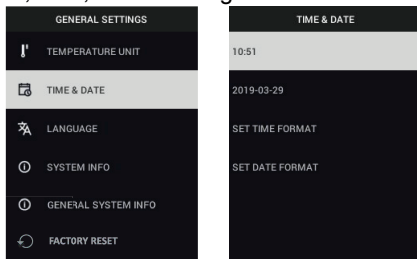 GENERAL SETTINGS
TEMPERATURE UNIT
TIME & DATE
LANGUAGE
SYSTEM INFO
GENERAL SYSTEM INFO
FACTORY RESET
TIME & DATE
10:51
2019-03-29
SET TIME FORMAT
SET DATE FORMAT